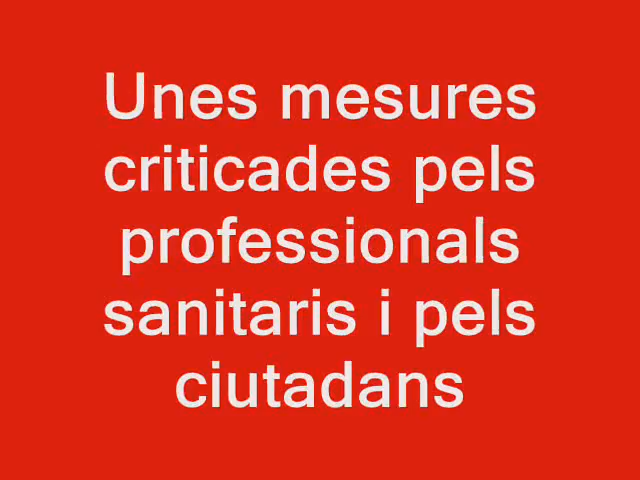 Unes mesures
criticades pels
professionals
sanitaris i pels
ciutadans